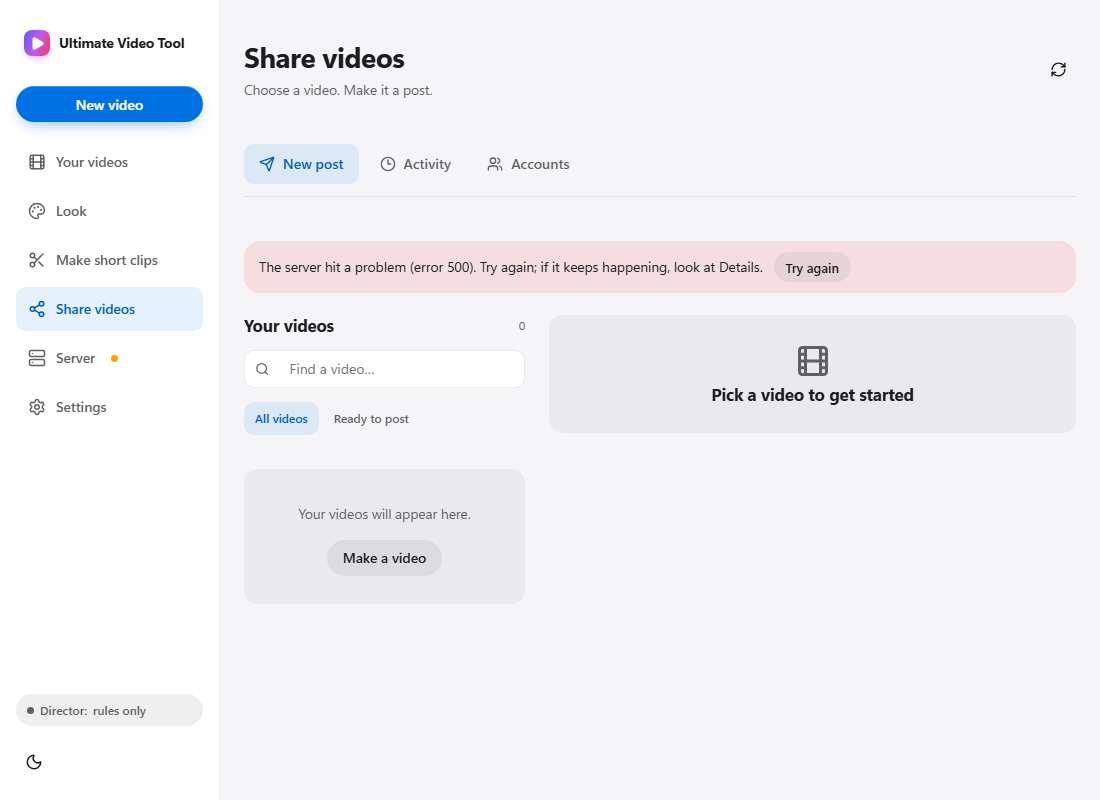 Ultimate Video Tool
New video
Your videos
Look
Make short clips
Share videos
Server
Settings
Director: rules only
Share videos
Choose a video. Make it a post.
New post
Activity
Accounts
The server hit a problem (error 500). Try again; if it keeps happening, look at Details.
Try again
Your videos
0
Find a video...
All videos
Ready to post
Your videos will appear here.
Make a video
Pick a video to get started